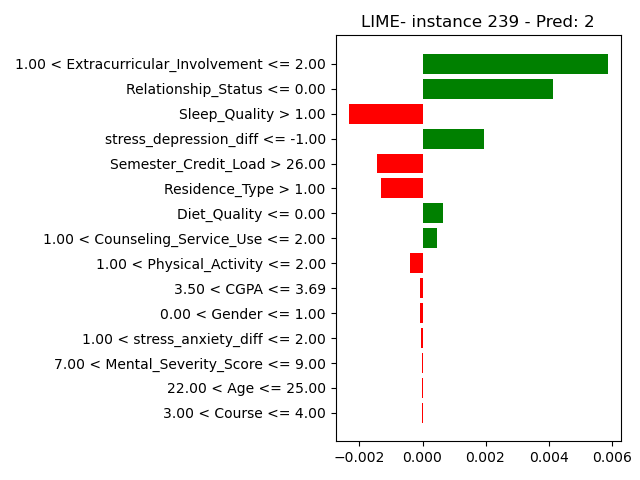 LIME- instance 239 - Pred: 2
1.00 < Extracurricular_Involvement <= 2.00
Relationship_Status <= 0.00
Sleep_Quality > 1.00
stress_depression_diff <= -1.00
Semester_Credit_Load > 26.00
Residence_Type > 1.00
Diet_Quality <= 0.00
1.00 < Counseling_Service_Use <= 2.00
1.00 < Physical_Activity <= 2.00
3.50 < CGPA <= 3.69
0.00 < Gender <= 1.00
1.00 < stress_anxiety_diff <= 2.00
7.00 < Mental_Severity_Score <= 9.00
22.00 < Age <= 25.00
3.00 < Course <= 4.00
−0.002 0.000 0.002 0.004 0.006